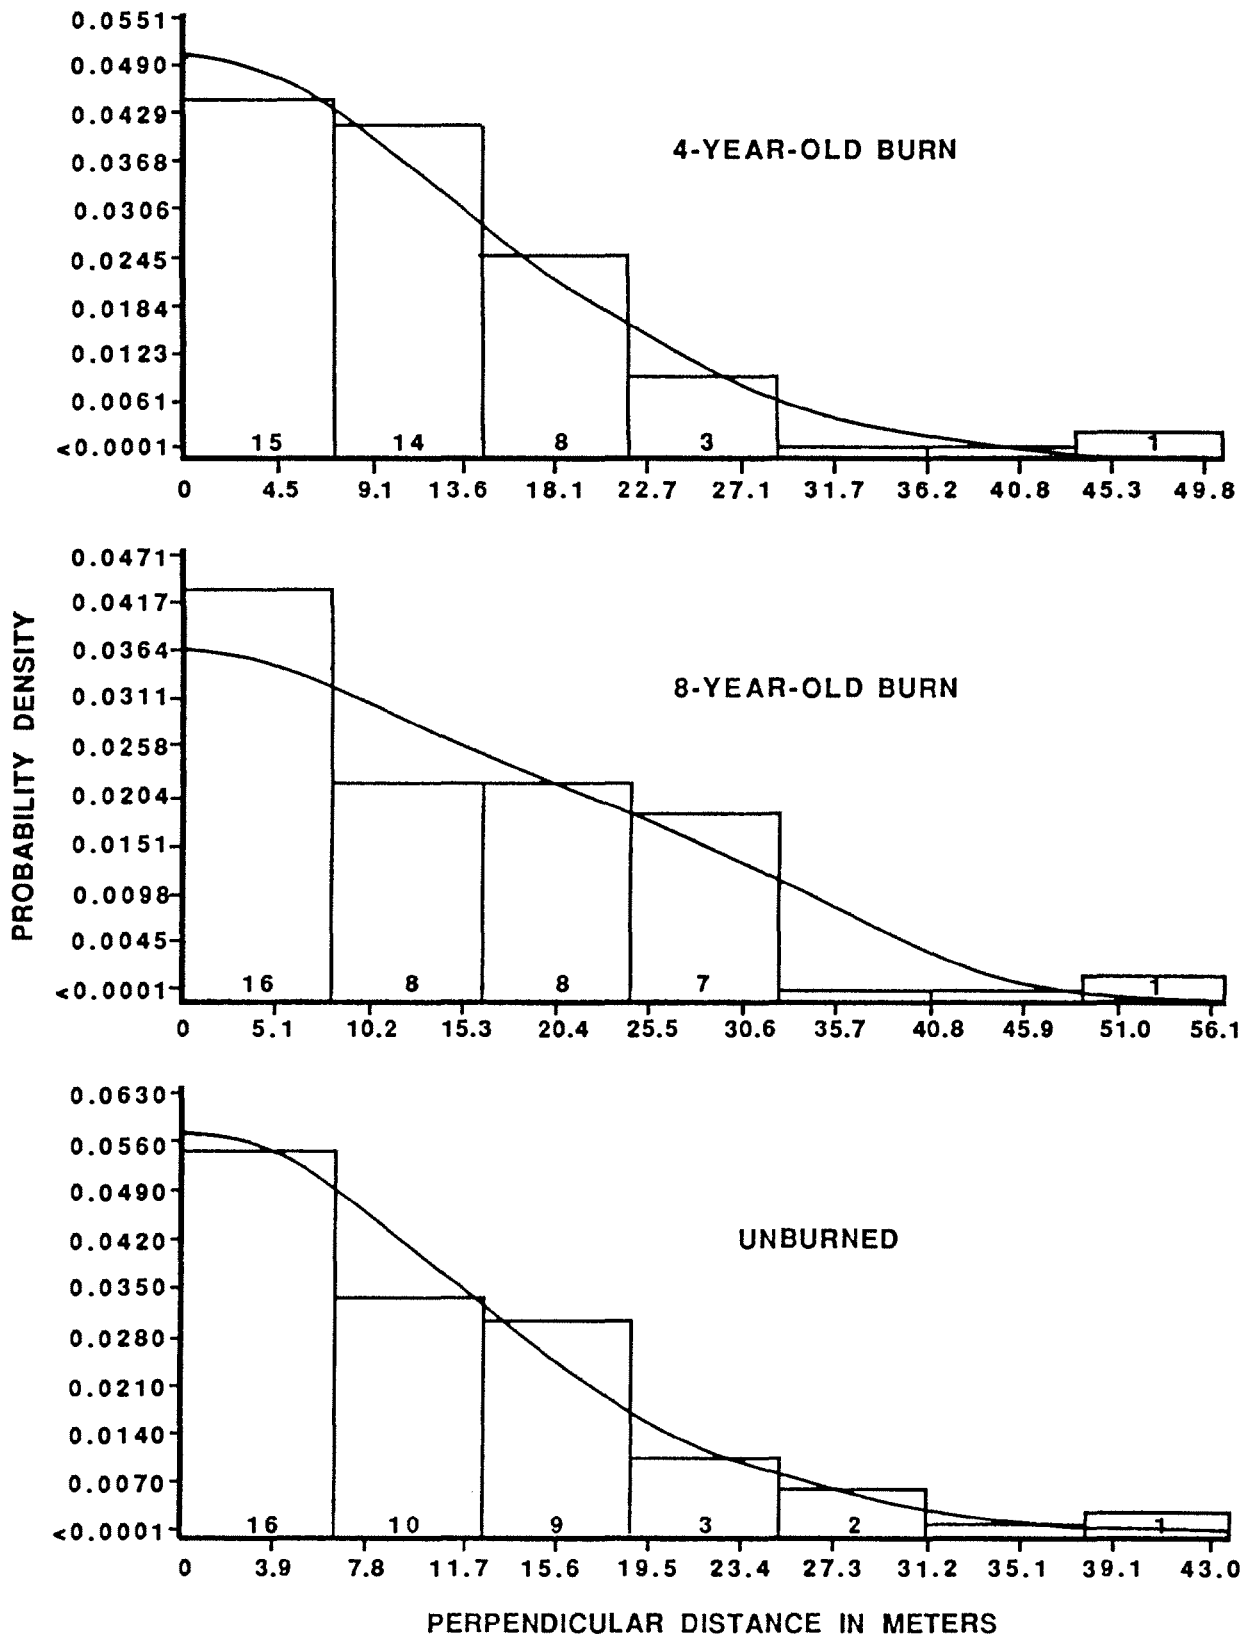 PROBABILITY DENSITY
0.0551
0.0490
0.0429
0.0368
0.0306
0.0245
0.0184
0.0123
0.0061
<0.0001
4-YEAR-OLD BURN
15 14 8 3 1
0 4.5 9.1 13.6 18.1 22.7 27.1 31.7 36.2 40.8 45.3 49.8
0.0471
0.0417
0.0364
0.0311
0.0258
0.0204
0.0151
0.0098
0.0045
<0.0001
8-YEAR-OLD BURN
16 8 8 7 1
0 5.1 10.2 15.3 20.4 25.5 30.6 35.7 40.8 45.9 51.0 56.1
0.0630
0.0560
0.0490
0.0420
0.0350
0.0280
0.0210
0.0140
0.0070
<0.0001
UNBURNED
16 10 9 3 2 1
0 3.9 7.8 11.7 15.6 19.5 23.4 27.3 31.2 35.1 39.1 43.0
PERPENDICULAR DISTANCE IN METERS